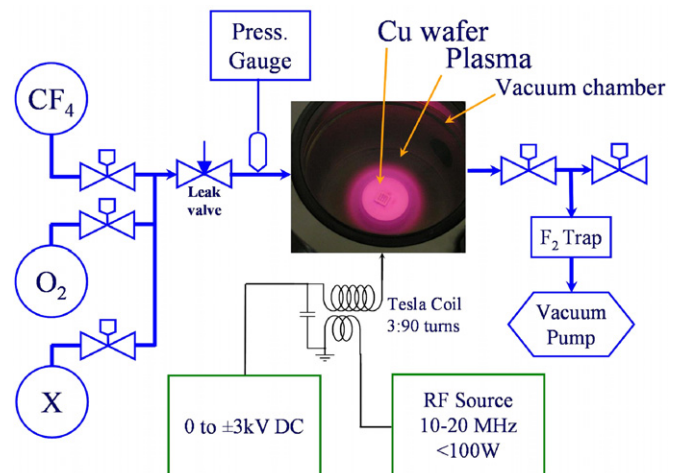 Press.
Gauge
Cu wafer
Plasma
Vacuum chamber
CF₄
Leak
valve
O₂
F₂ Trap
Tesla Coil
3:90 turns
Vacuum
Pump
X
0 to ±3kV DC
RF Source
10-20 MHz
<100W